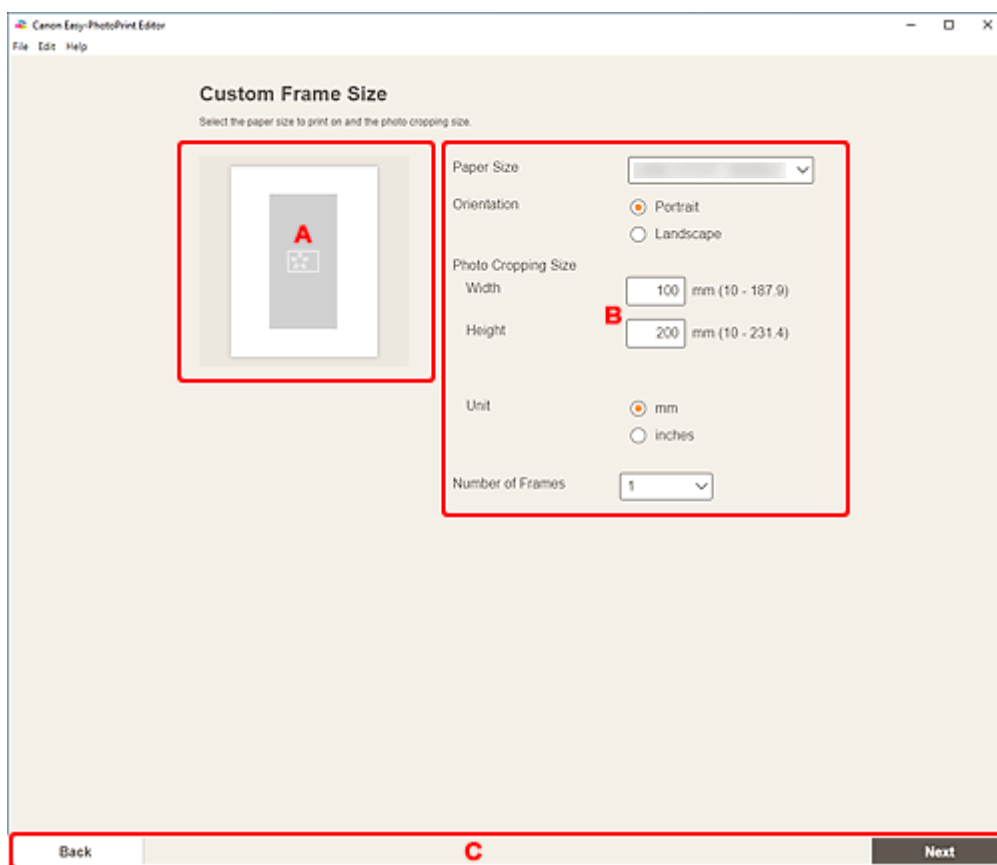 Canon Easy-PhotoPrint Editor
File Edit Help
Custom Frame Size
Select the paper size to print on and the photo cropping size.
A
Paper Size
Orientation
Portrait
Landscape
Photo Cropping Size
Width 100 mm (10 - 187.9)
B
Height 200 mm (10 - 231.4)
Unit
mm
inches
Number of Frames 1
Back C Next